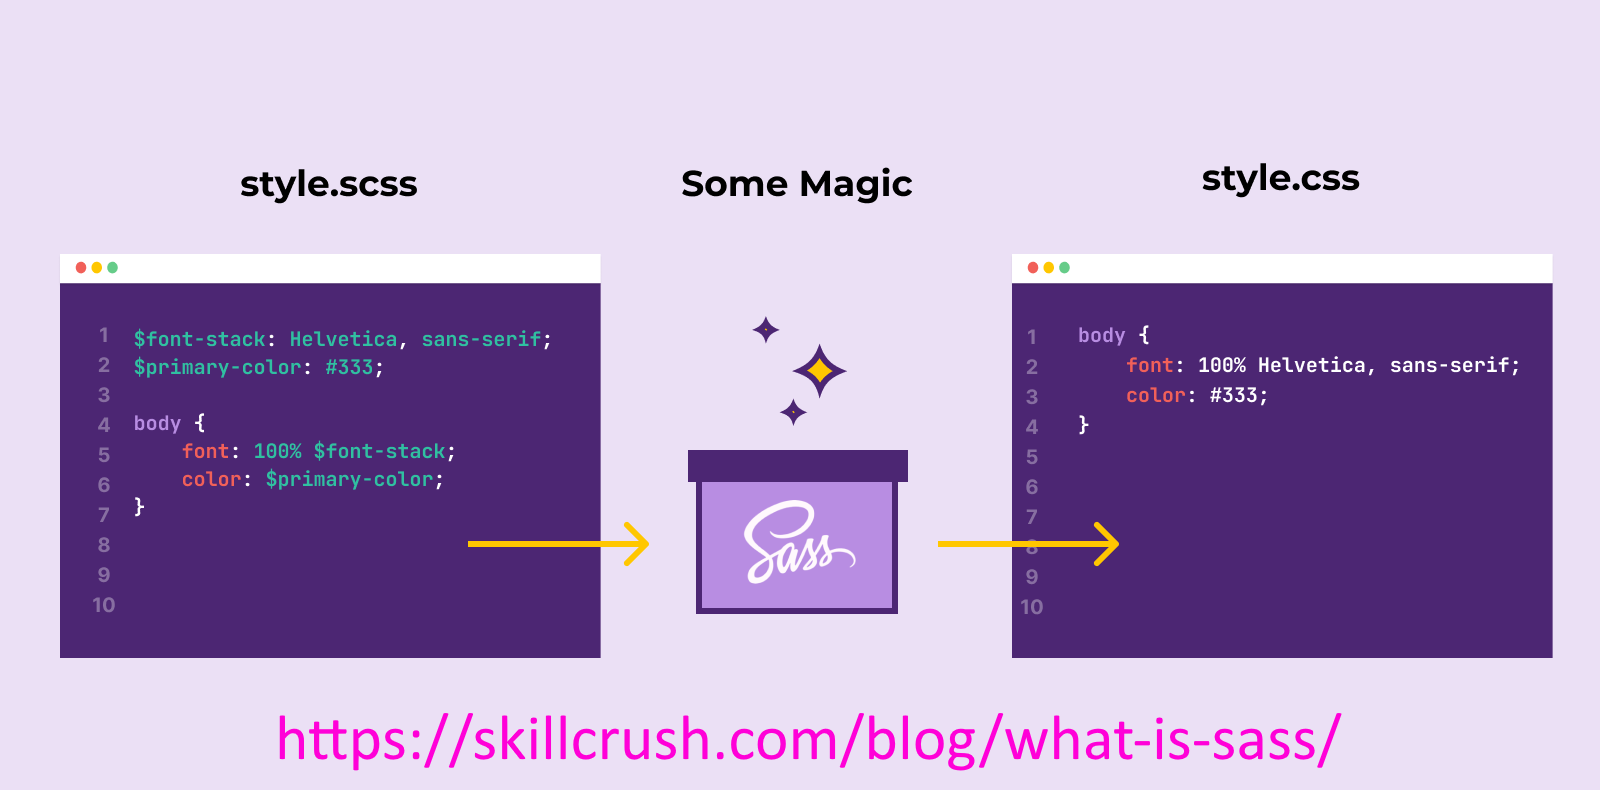 style.scss
Some Magic
style.css
1
2
3
4
5
6
7
8
9
10
$font-stack: Helvetica, sans-serif;
$primary-color: #333;
body {
font: 100% $font-stack;
color: $primary-color;
}
Sass
1
2
3
4
5
6
7
8
9
10
body {
font: 100% Helvetica, sans-serif;
color: #333;
}
https://skillcrush.com/blog/what-is-sass/